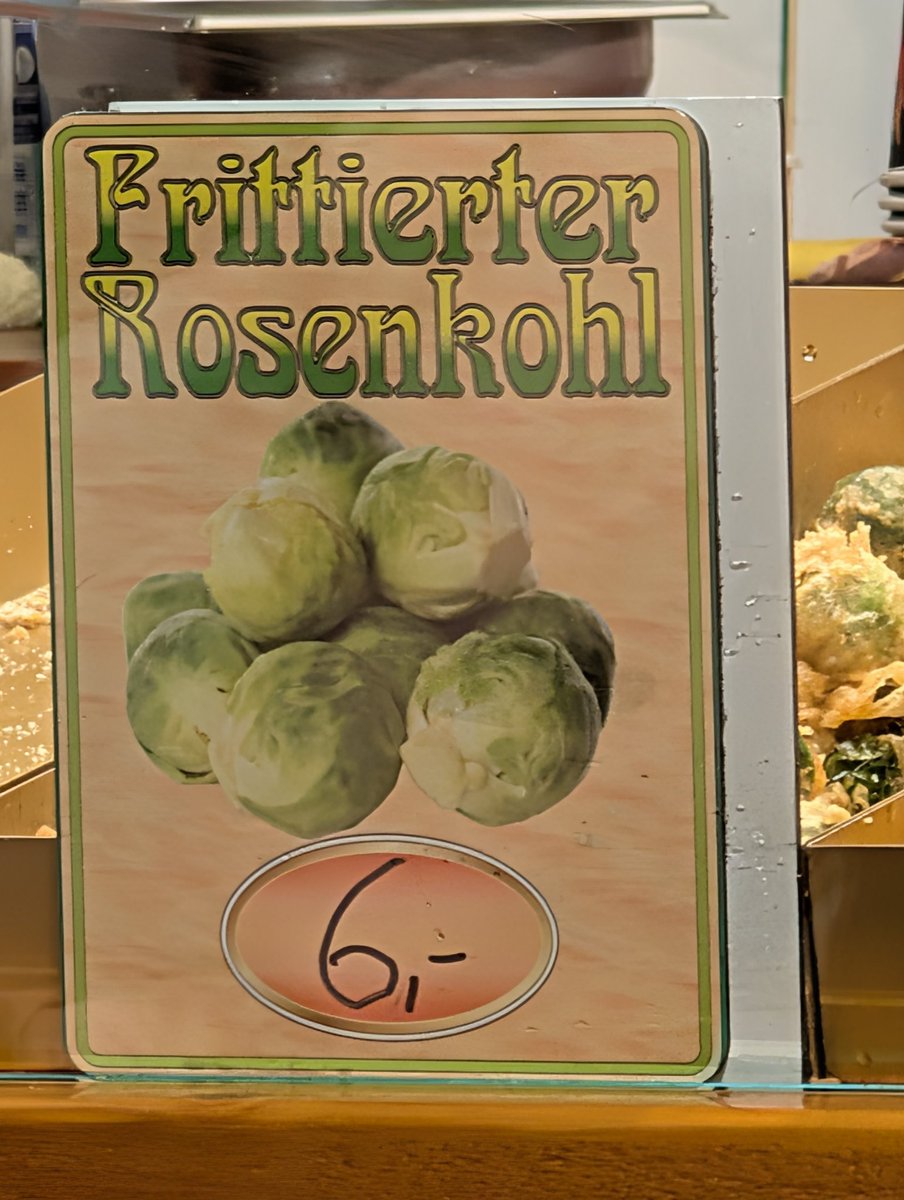 Frittierter
Rosenkohl
6,-